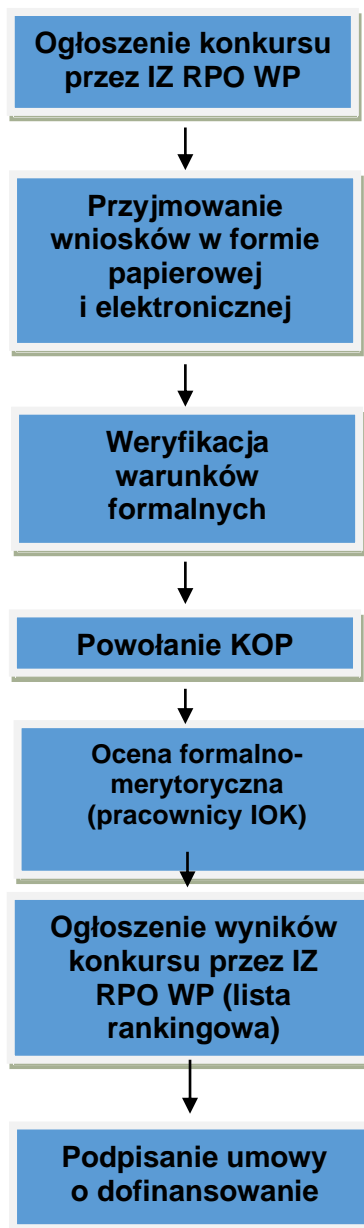 Ogłoszenie konkursu
przez IZ RPO WP
Przyjmowanie
wniosków w formie
papierowej
i elektronicznej
Weryfikacja
warunków
formalnych
Powołanie KOP
Ocena formalno-
merytoryczna
(pracownicy IOK)
Ogłoszenie wyników
konkursu przez IZ
RPO WP (lista
rankingowa)
Podpisanie umowy
o dofinansowanie